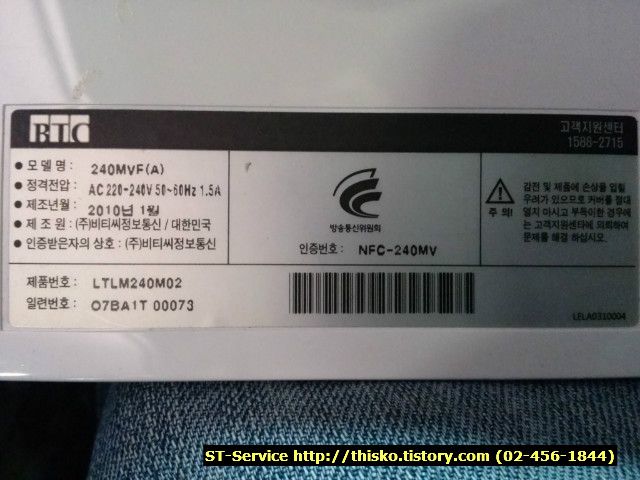 BTC
고객지원센터
1588-2715
• 모 델 명 : 240MVF(A)
• 정격전압 : AC 220-240V 50~60Hz 1.5A
• 제조년월 : 2010년 1월
• 제 조 원 : (주)비티씨정보통신 / 대한민국
• 인증받은자의 상호 : (주)비티씨정보통신
방송통신위원회
인증번호 : NFC-240MV
주 의!
감전 및 제품에 손상을 입힐
우려가 있으므로 커버를 절대
열지 마시고 부득이한 경우에
는 고객지원센타에 의뢰하여
문제를 해결 하십시오.
제품번호 : LTLM240M02
일련번호 : O7BA1T 00073
LELA0310004
ST-Service http://thisko.tistory.com (02-456-1844)